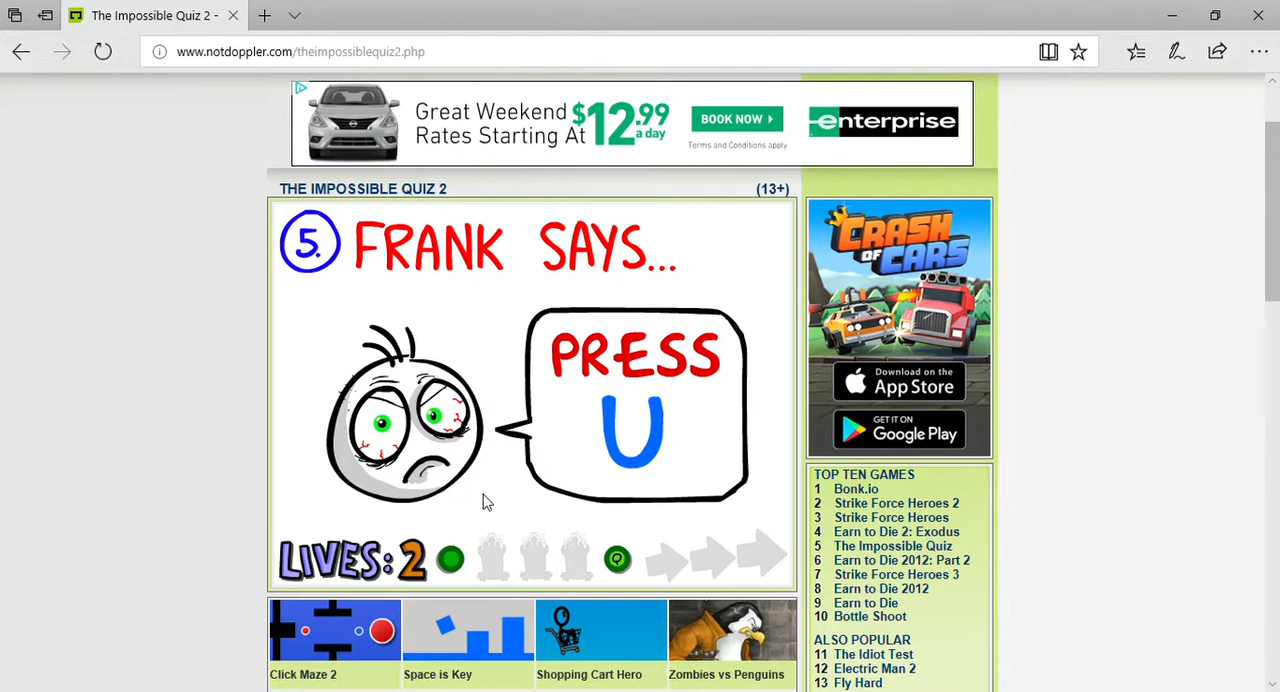 The Impossible Quiz 2 -
www.notdoppler.com/theimpossiblequiz2.php
Great Weekend
Rates Starting At
$12.99
a day
BOOK NOW
Terms and Conditions apply
enterprise
THE IMPOSSIBLE QUIZ 2 (13+)
5. FRANK SAYS...
PRESS
U
LIVES: 2
Q
CRASH
OF
CARS
Download on the
App Store
GET IT ON
Google Play
TOP TEN GAMES
1 Bonk.io
2 Strike Force Heroes 2
3 Strike Force Heroes
4 Earn to Die 2: Exodus
5 The Impossible Quiz
6 Earn to Die 2012: Part 2
7 Strike Force Heroes 3
8 Earn to Die 2012
9 Earn to Die
10 Bottle Shoot
ALSO POPULAR
11 The Idiot Test
12 Electric Man 2
13 Fly Hard
Click Maze 2
Space is Key
Shopping Cart Hero
Zombies vs Penguins